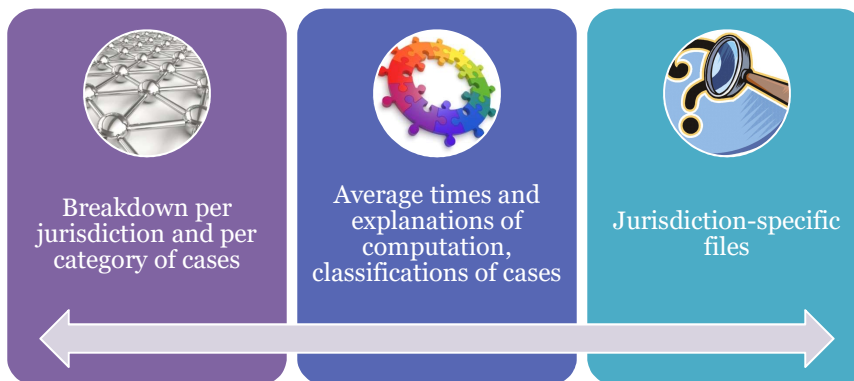 Breakdown per
jurisdiction and per
category of cases
Average times and
explanations of
computation,
classifications of cases
Jurisdiction-specific
files